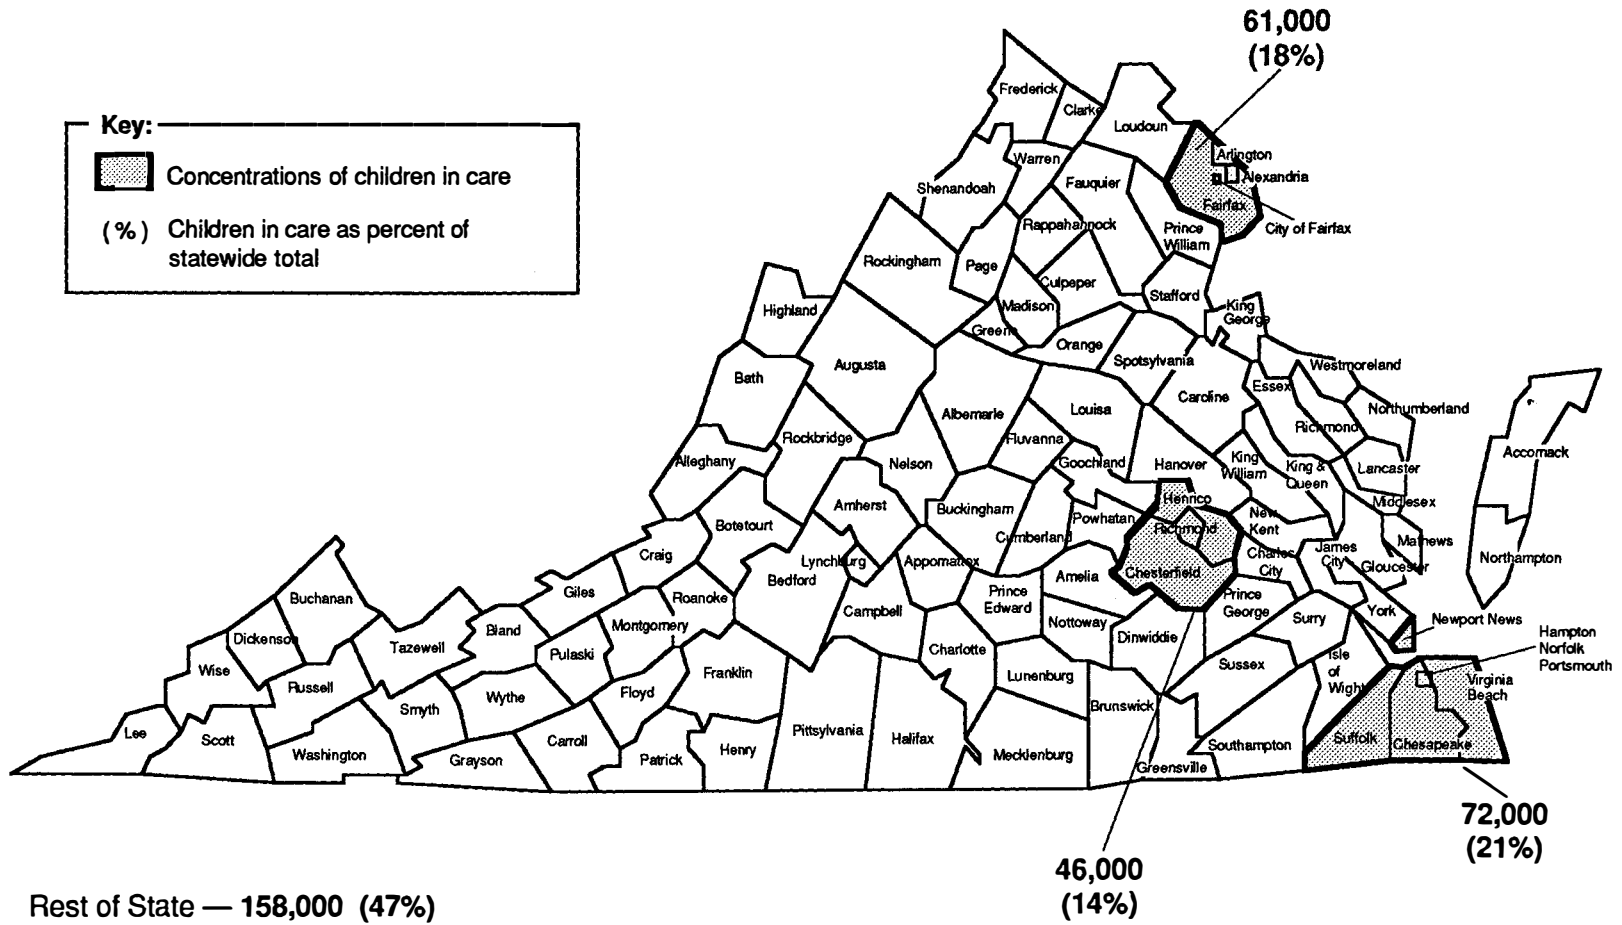 61,000
(18%)
Key:
Concentrations of children in care
(%) Children in care as percent of
statewide total
Frederick
Clarke
Loudoun
Arlington
Alexandria
Fairfax
City of Fairfax
Warren
Shenandoah
Fauquier
Rappahannock
Prince
William
Rockingham
Page
Culpeper
Stafford
Madison
King
George
Highland
Greene
Orange
Spotsylvania
Westmoreland
Augusta
Bath
Essex
Caroline
Northumberland
Albemarle
Louisa
Richmond
Rockbridge
Fluvanna
Accomack
Alleghany
Nelson
Goochland
Hanover
King
William
King &
Queen
Lancaster
Henrico
Middlesex
Amherst
Buckingham
Powhatan
New
Kent
Richmond
Botetourt
Cumberland
Mathews
Craig
Lynchburg
Appomattox
Charles
City
James
City
Gloucester
Northampton
Bedford
Amelia
Chesterfield
Giles
Roanoke
Buchanan
Campbell
Prince
Edward
Prince
George
York
Surry
Newport News
Montgomery
Nottoway
Dinwiddie
Bland
Dickenson
Tazewell
Pulaski
Charlotte
Hampton
Norfolk
Portsmouth
Wise
Franklin
Lunenburg
Sussex
Isle
of
Wight
Virginia
Beach
Russell
Smyth
Wythe
Floyd
Brunswick
Lee
Scott
Washington
Grayson
Carroll
Patrick
Henry
Pittsylvania
Halifax
Mecklenburg
Greensville
Southampton
Suffolk
Chesapeake
72,000
(21%)
46,000
(14%)
Rest of State — 158,000 (47%)